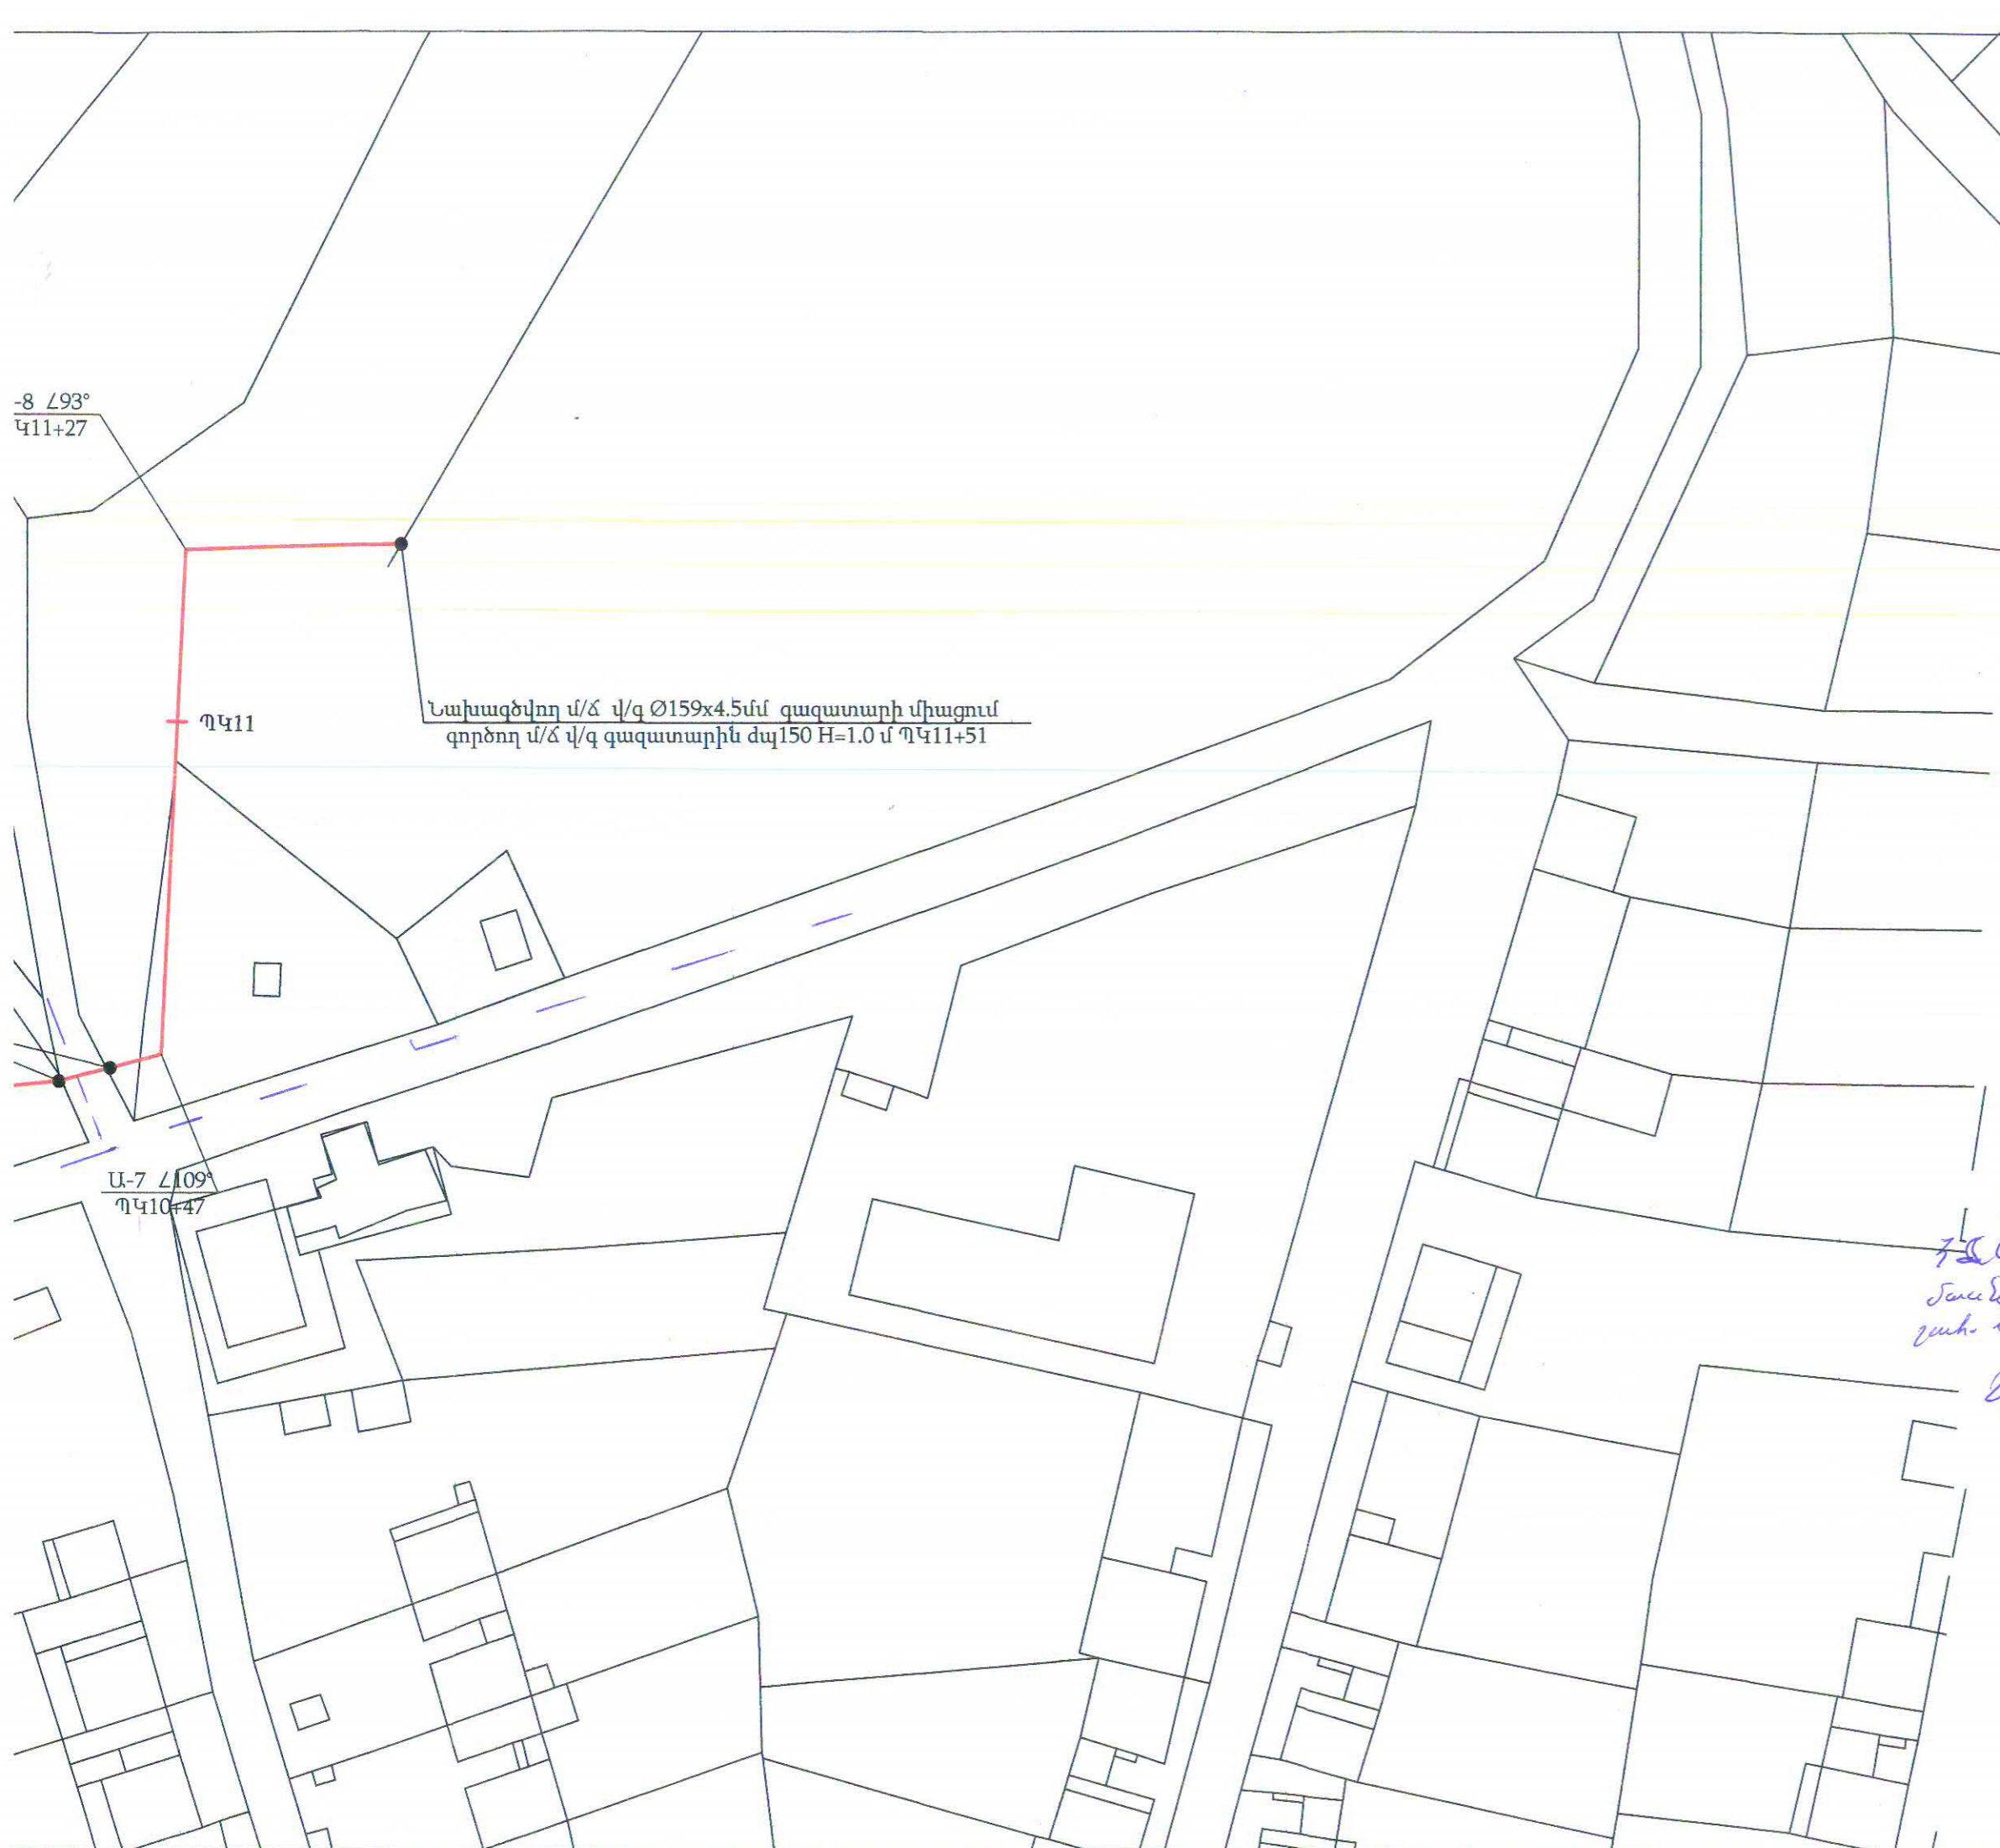 -8 ∠93°
Կ11+27
ՊԿ11
Նախագծվող մ/ճ վ/գ Ø159x4.5մմ գազատարի միացում
գործող մ/ճ վ/գ գազատարին ժպ150 H=1.0 մ ՊԿ11+51
Ա-7 ∠109°
ՊԿ10+47